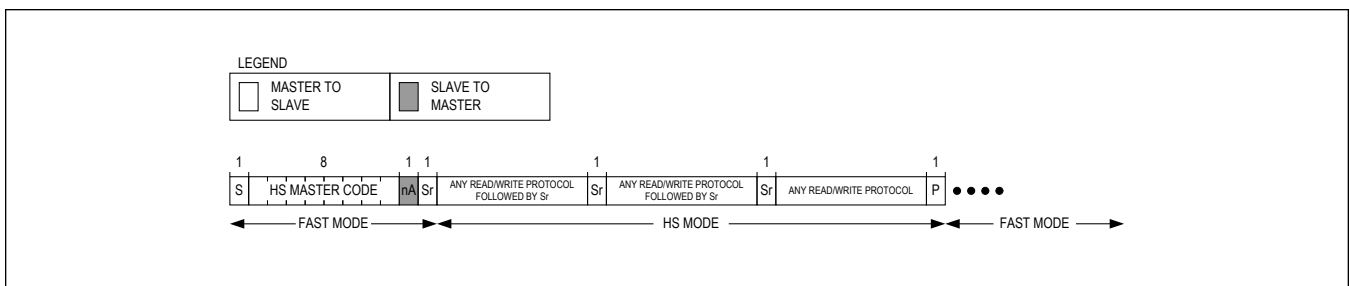 LEGEND
MASTER TO
SLAVE
SLAVE TO
MASTER
1 8 1 1 1 1 1
S HS MASTER CODE nA Sr ANY READ/WRITE PROTOCOL
FOLLOWED BY Sr Sr ANY READ/WRITE PROTOCOL
FOLLOWED BY Sr Sr ANY READ/WRITE PROTOCOL P
FAST MODE HS MODE FAST MODE